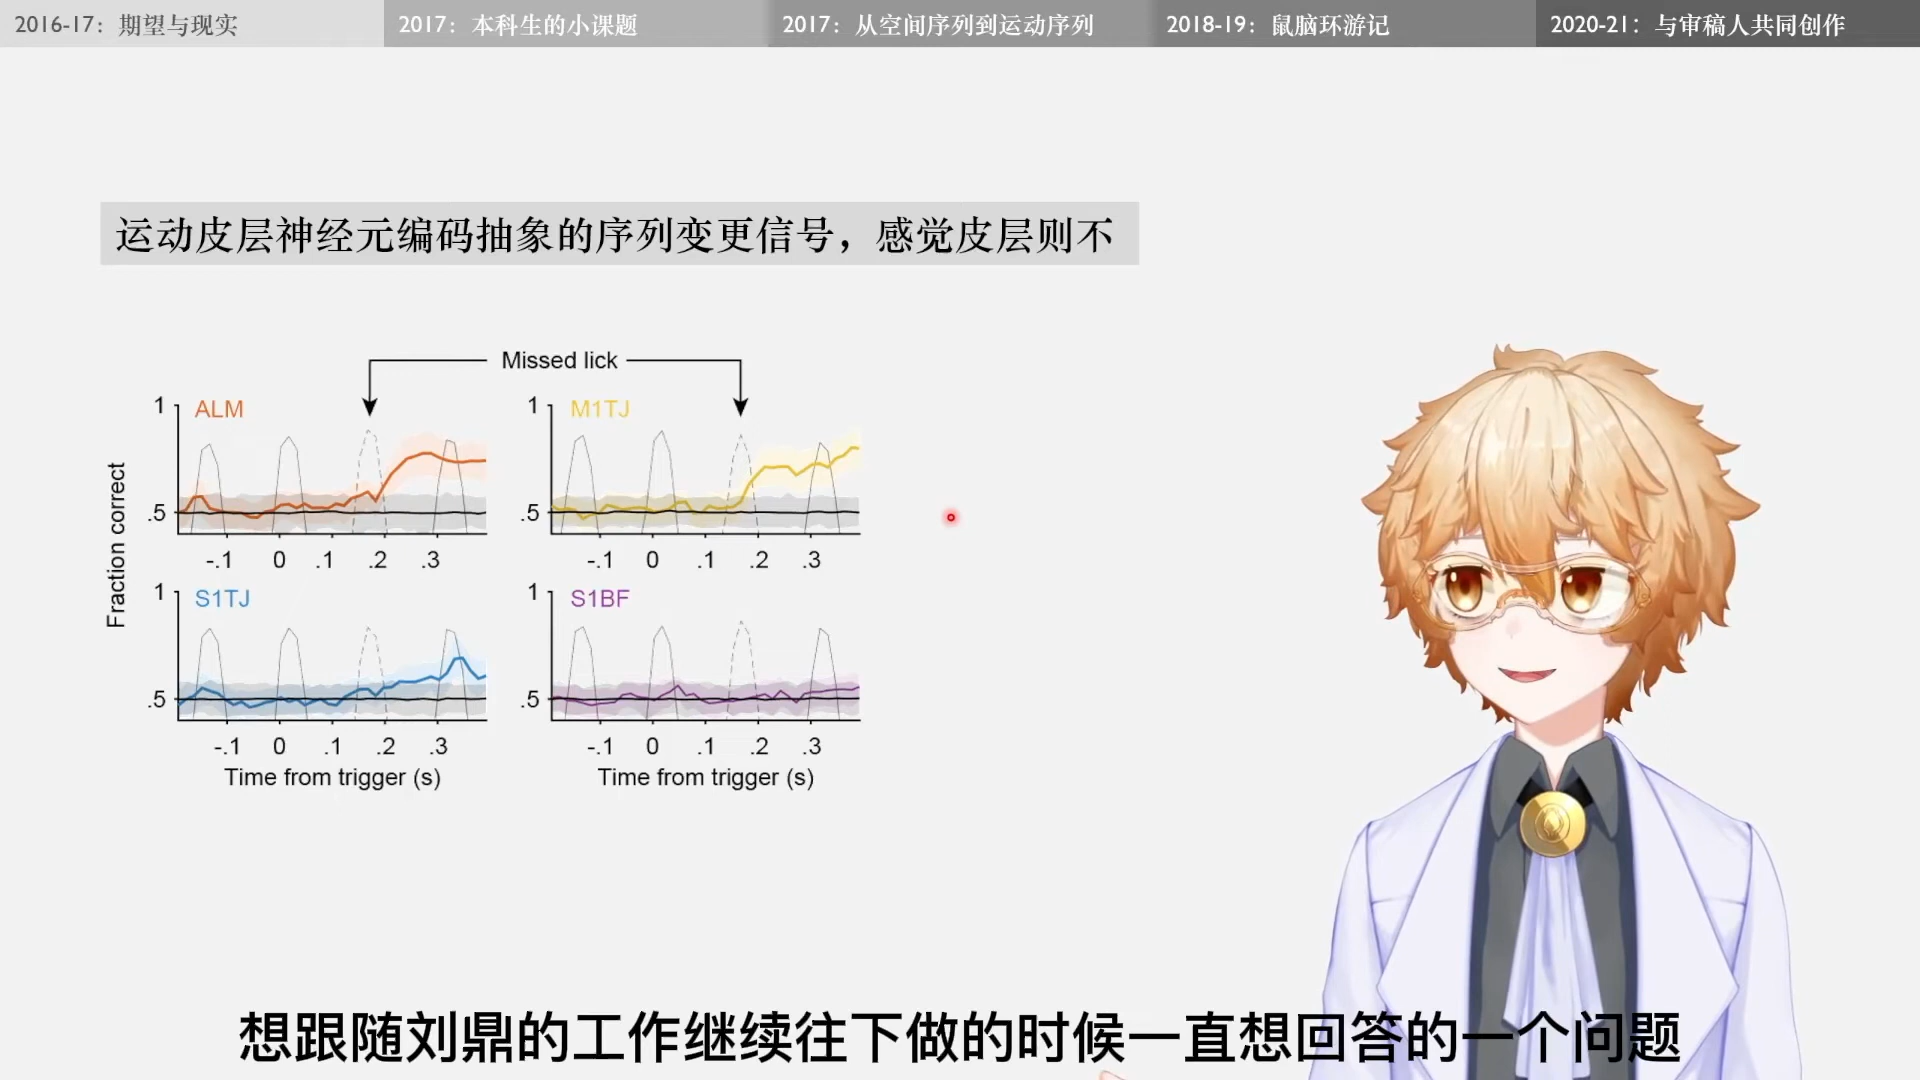 2016-17：期望与现实
2017：本科生的小课题
2017：从空间序列到运动序列
2018-19：鼠脑环游记
2020-21：与审稿人共同创作
运动皮层神经元编码抽象的序列变更信号，感觉皮层则不
Missed lick
Fraction correct
1
ALM
.5
-.1 0 .1 .2 .3
1
M1TJ
.5
-.1 0 .1 .2 .3
1
S1TJ
.5
-.1 0 .1 .2 .3
Time from trigger (s)
1
S1BF
.5
-.1 0 .1 .2 .3
Time from trigger (s)
想跟随刘鼎的工作继续往下做的时候一直想回答的一个问题